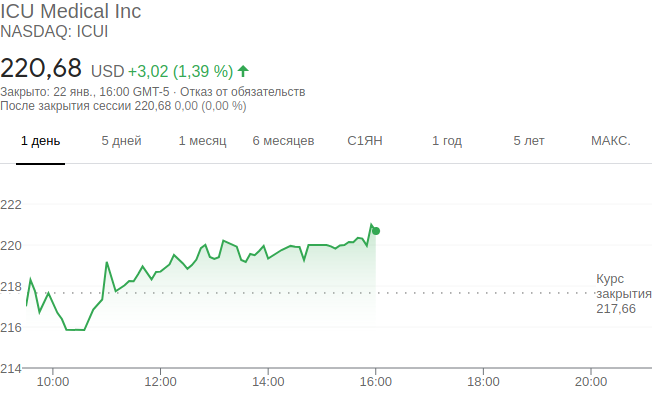 ICU Medical Inc
NASDAQ: ICUI
220,68 USD +3,02 (1,39 %)
Закрыто: 22 янв., 16:00 GMT-5 · Отказ от обязательств
После закрытия сессии 220,68 0,00 (0,00 %)
1 день 5 дней 1 месяц 6 месяцев С1ЯН 1 год 5 лет МАКС.
222
220
218
216
214
Курс
закрытия
217,66
10:00 12:00 14:00 16:00 18:00 20:00